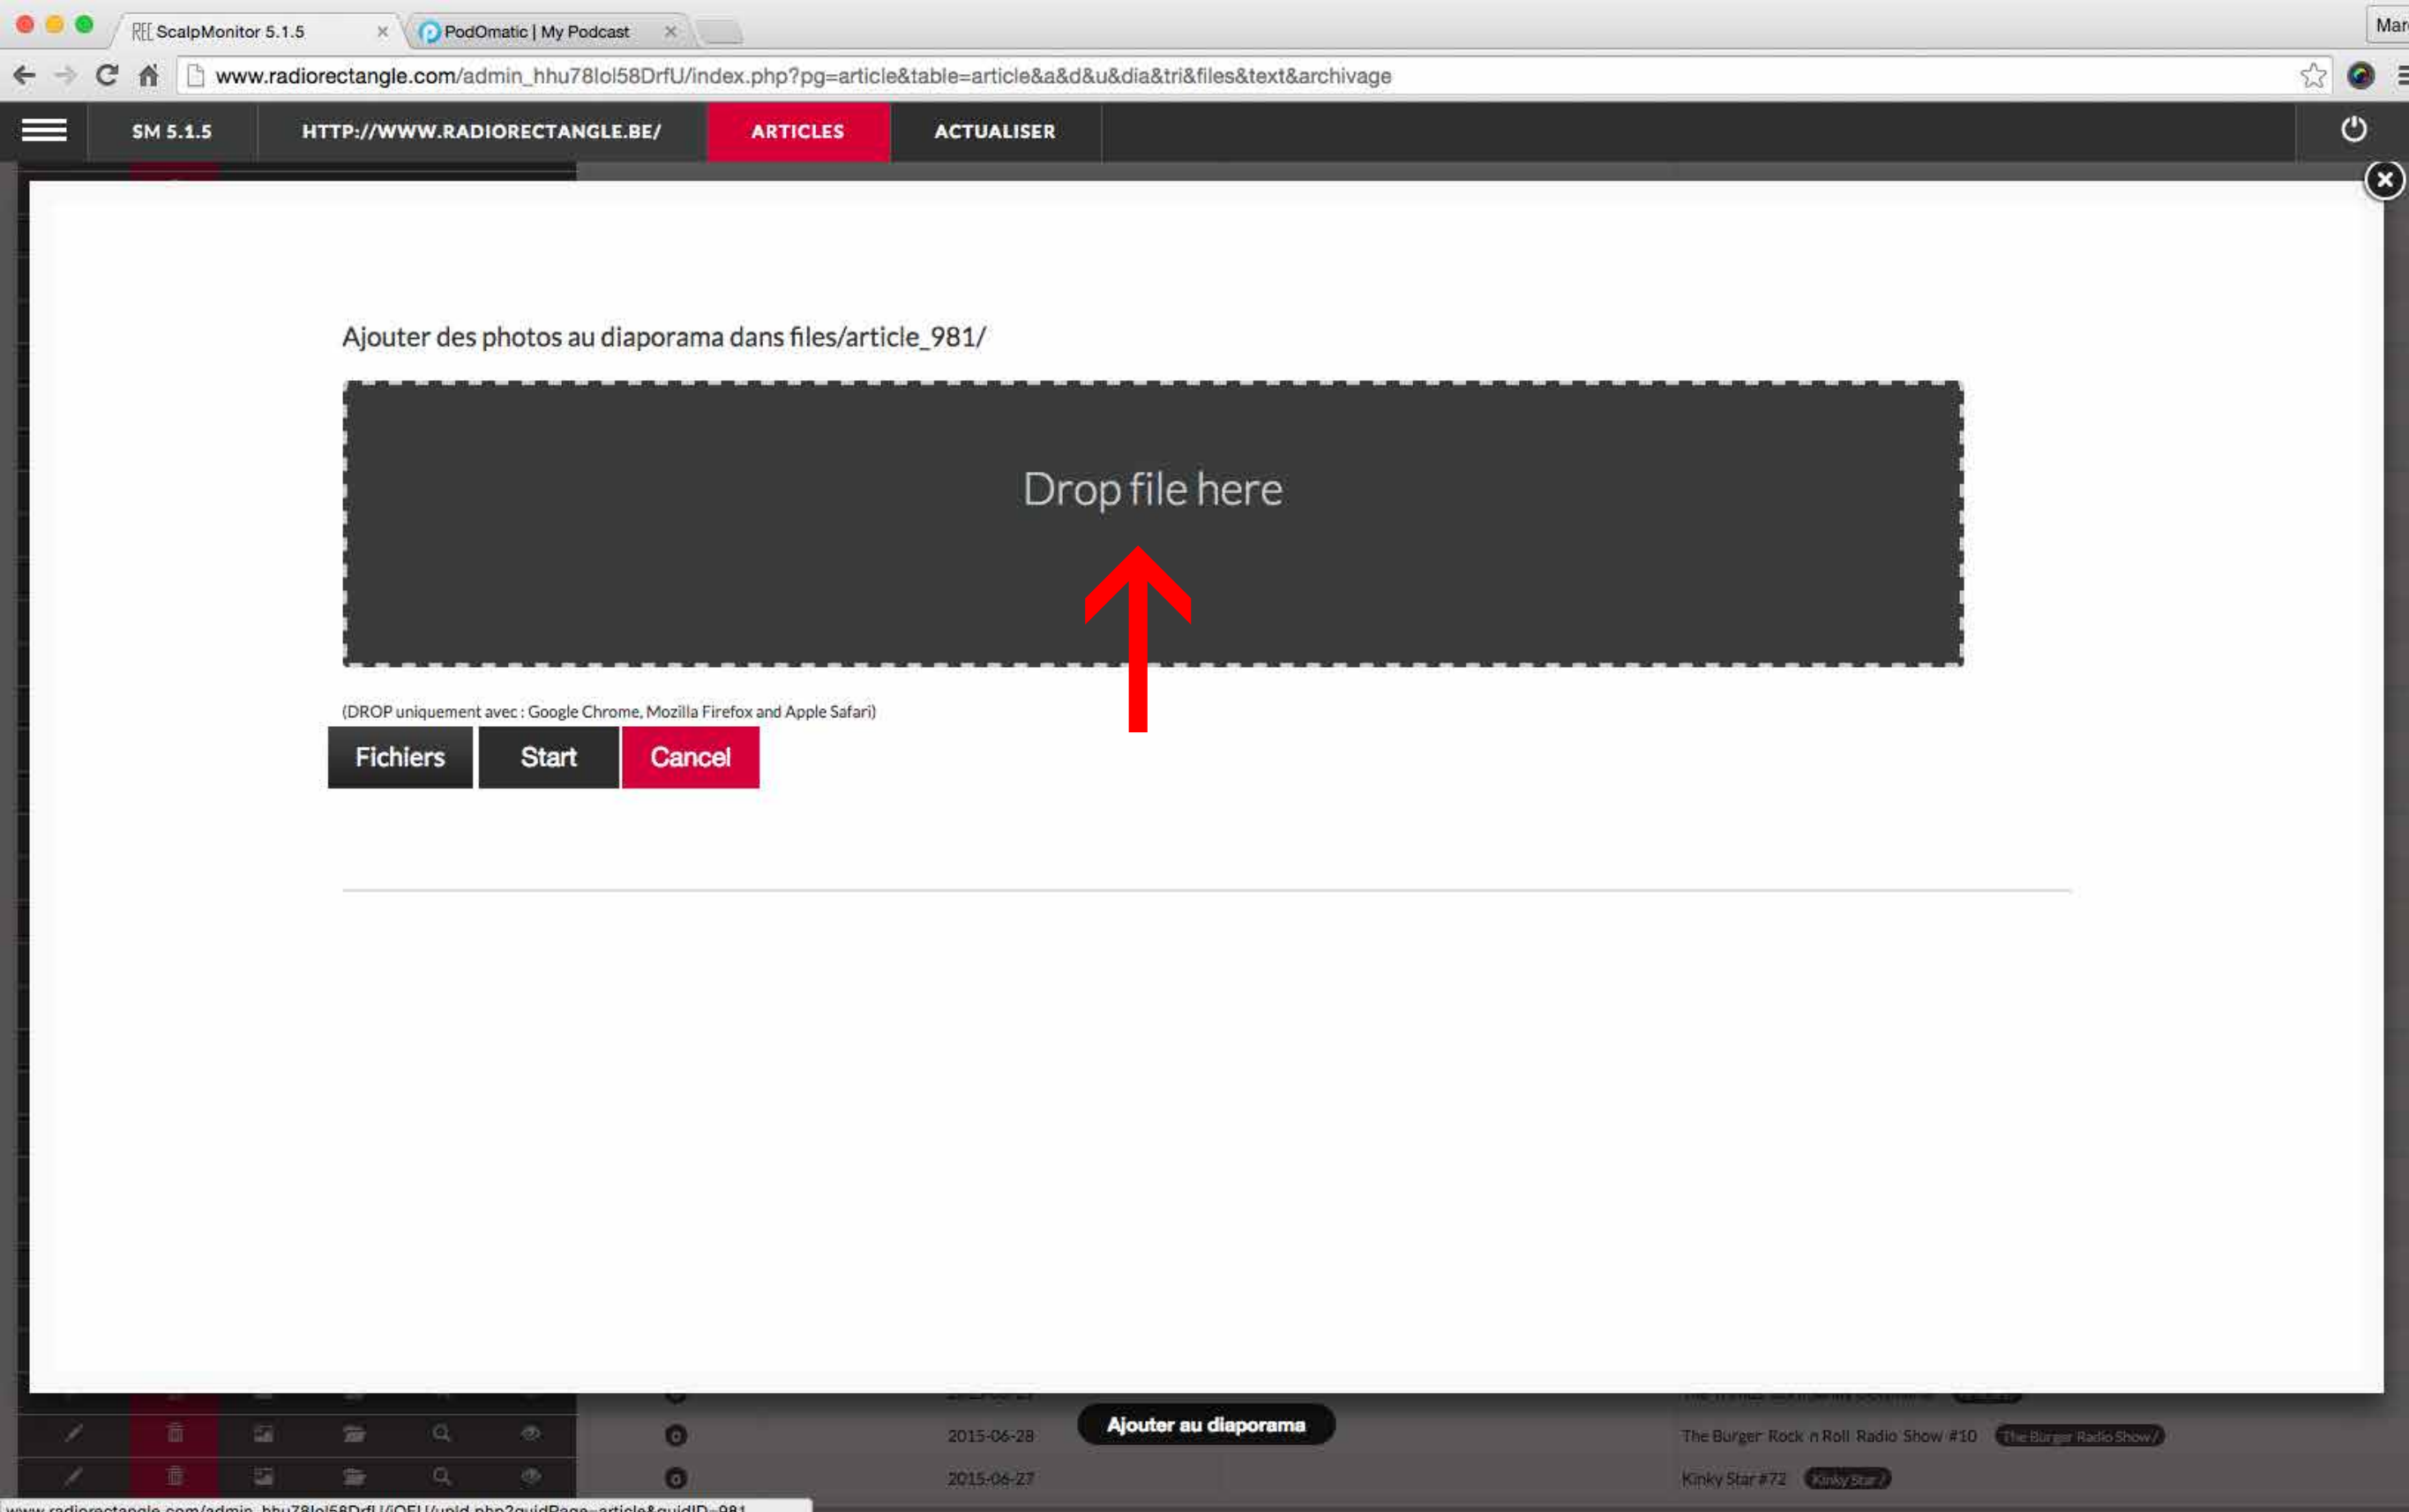 REE ScalpMonitor 5.1.5
PodOmatic | My Podcast
www.radiorectangle.com/admin_hhu78lol58DrfU/index.php?pg=article&table=article&a&d&u&dia&tri&files&text&archivage
SM 5.1.5
HTTP://WWW.RADIORECTANGLE.BE/
ARTICLES
ACTUALISER
Ajouter des photos au diaporama dans files/article_981/
Drop file here
(DROP uniquement avec : Google Chrome, Mozilla Firefox and Apple Safari)
Fichiers
Start
Cancel
Ajouter au diaporama
2015-06-28
The Burger Rock n Roll Radio Show #10
The Burger Radio Show /
2015-06-27
Kinky Star #72
Kinky Star /